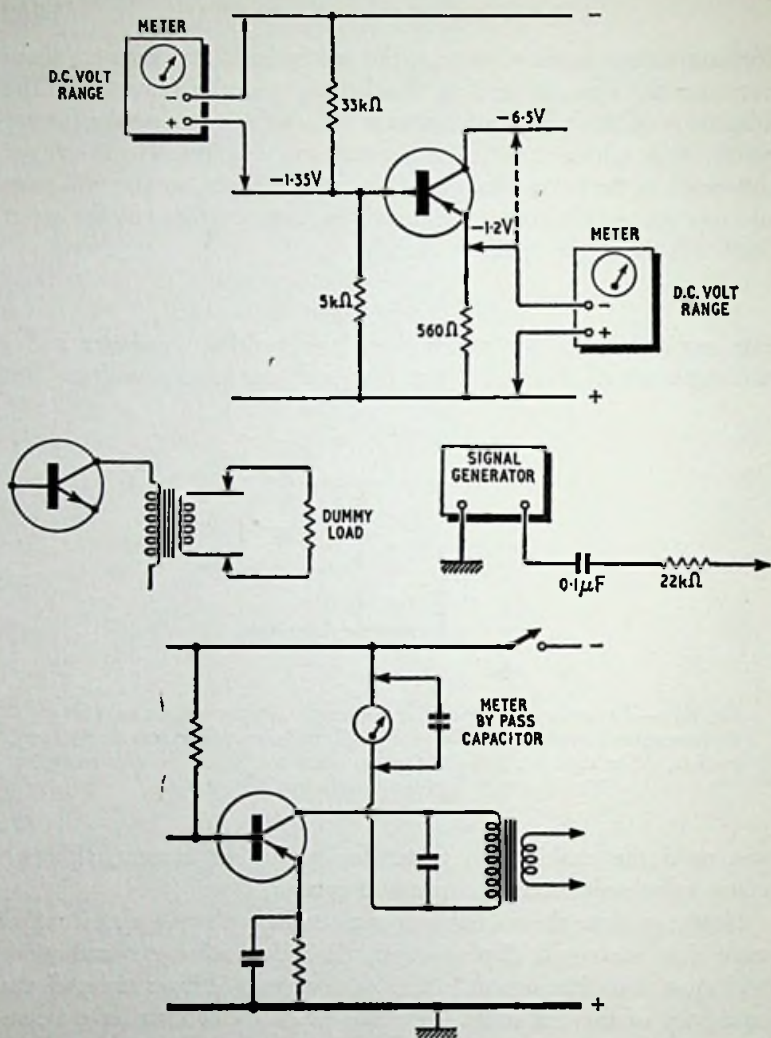 METER
−
D.C. VOLT
RANGE
−
+
33kΩ
−6·5V
−1·35V
−1·2V
METER
D.C. VOLT
RANGE
−
+
5kΩ
560Ω
+
SIGNAL
GENERATOR
DUMMY
LOAD
0·1μF
22kΩ
−
METER
BY PASS
CAPACITOR
+